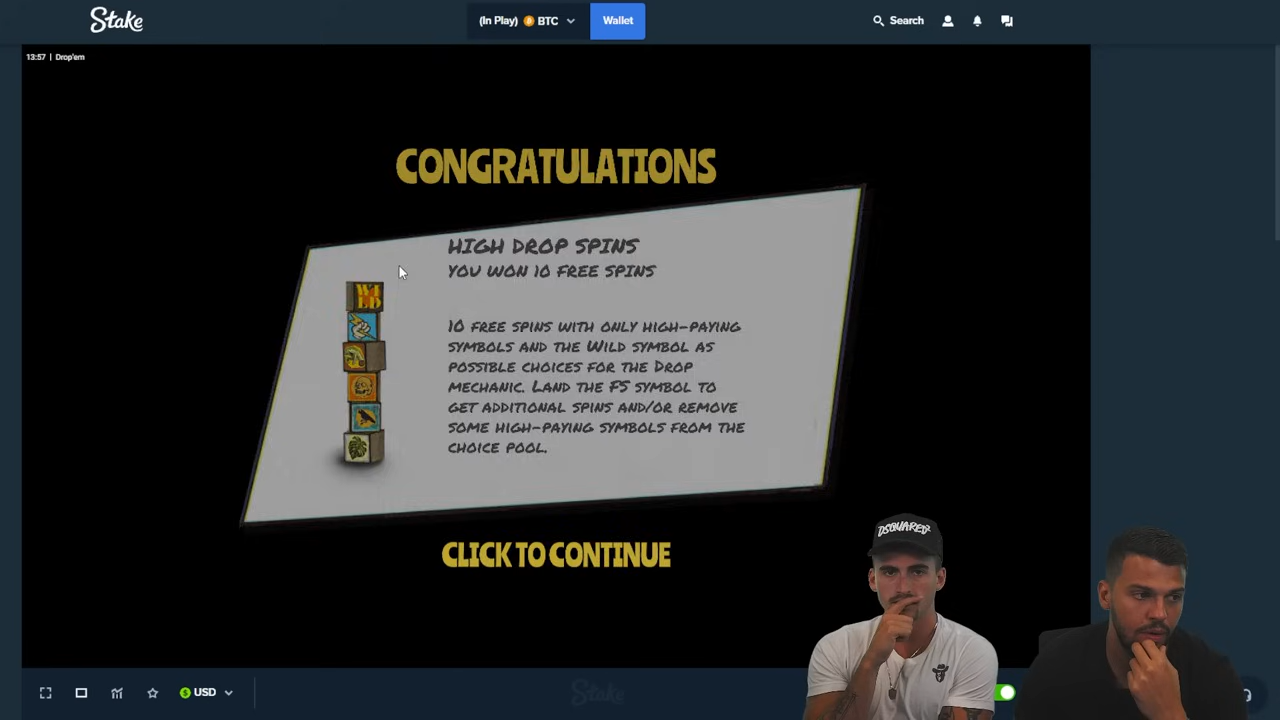 Stake
(In Play) BTC
Wallet
Search
13:57 | Drop'em
CONGRATULATIONS
HIGH DROP SPINS
YOU WON 10 FREE SPINS
WILD
10 FREE SPINS WITH ONLY HIGH-PAYING
SYMBOLS AND THE WILD SYMBOL AS
POSSIBLE CHOICES FOR THE DROP
MECHANIC. LAND THE FS SYMBOL TO
GET ADDITIONAL SPINS AND/OR REMOVE
SOME HIGH-PAYING SYMBOLS FROM THE
CHOICE POOL.
CLICK TO CONTINUE
DSQUARED2
USD
Stake